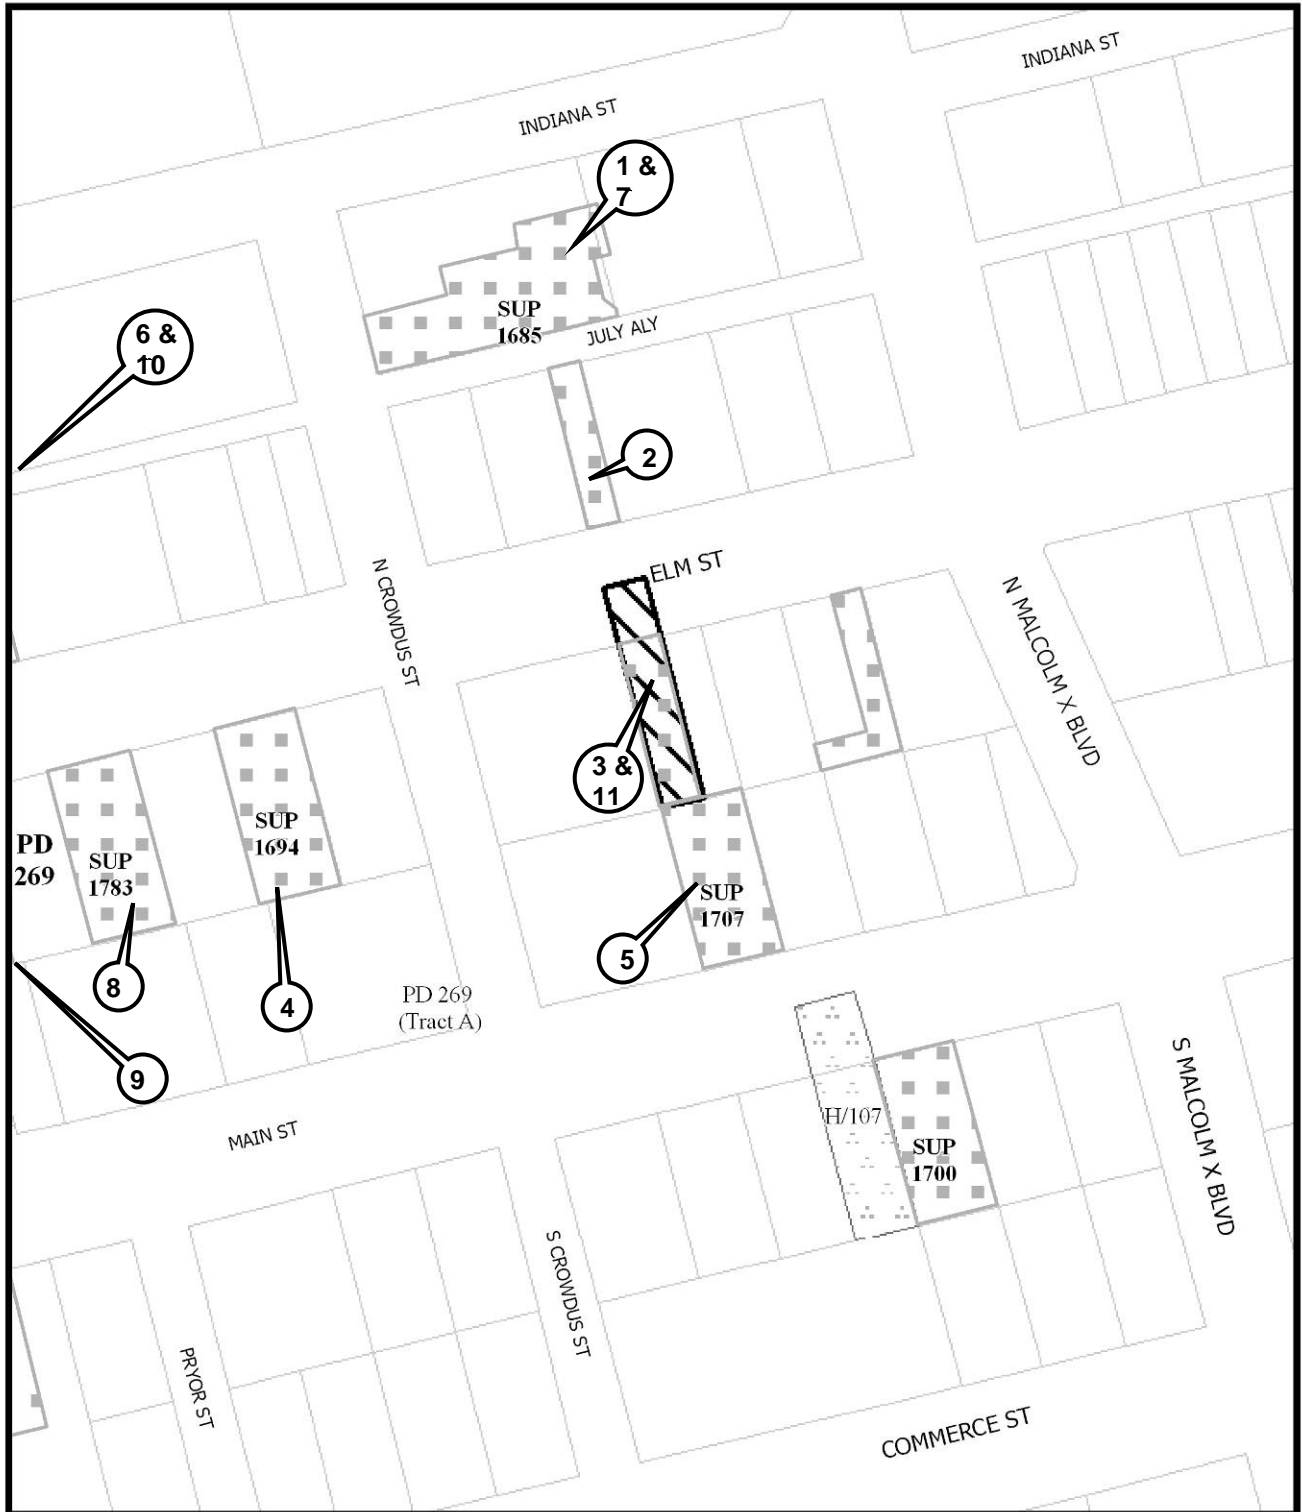 INDIANA ST
INDIANA ST
1 &
7
SUP
1685
JULY ALY
6 &
10
2
ELM ST
N CROWDUS ST
N MALCOLM X BLVD
3 &
11
PD
269
SUP
1783
SUP
1694
SUP
1707
5
8
4
PD 269
(Tract A)
9
MAIN ST
H/107
SUP
1700
S MALCOLM X BLVD
S CROWDUS ST
PRYOR ST
COMMERCE ST